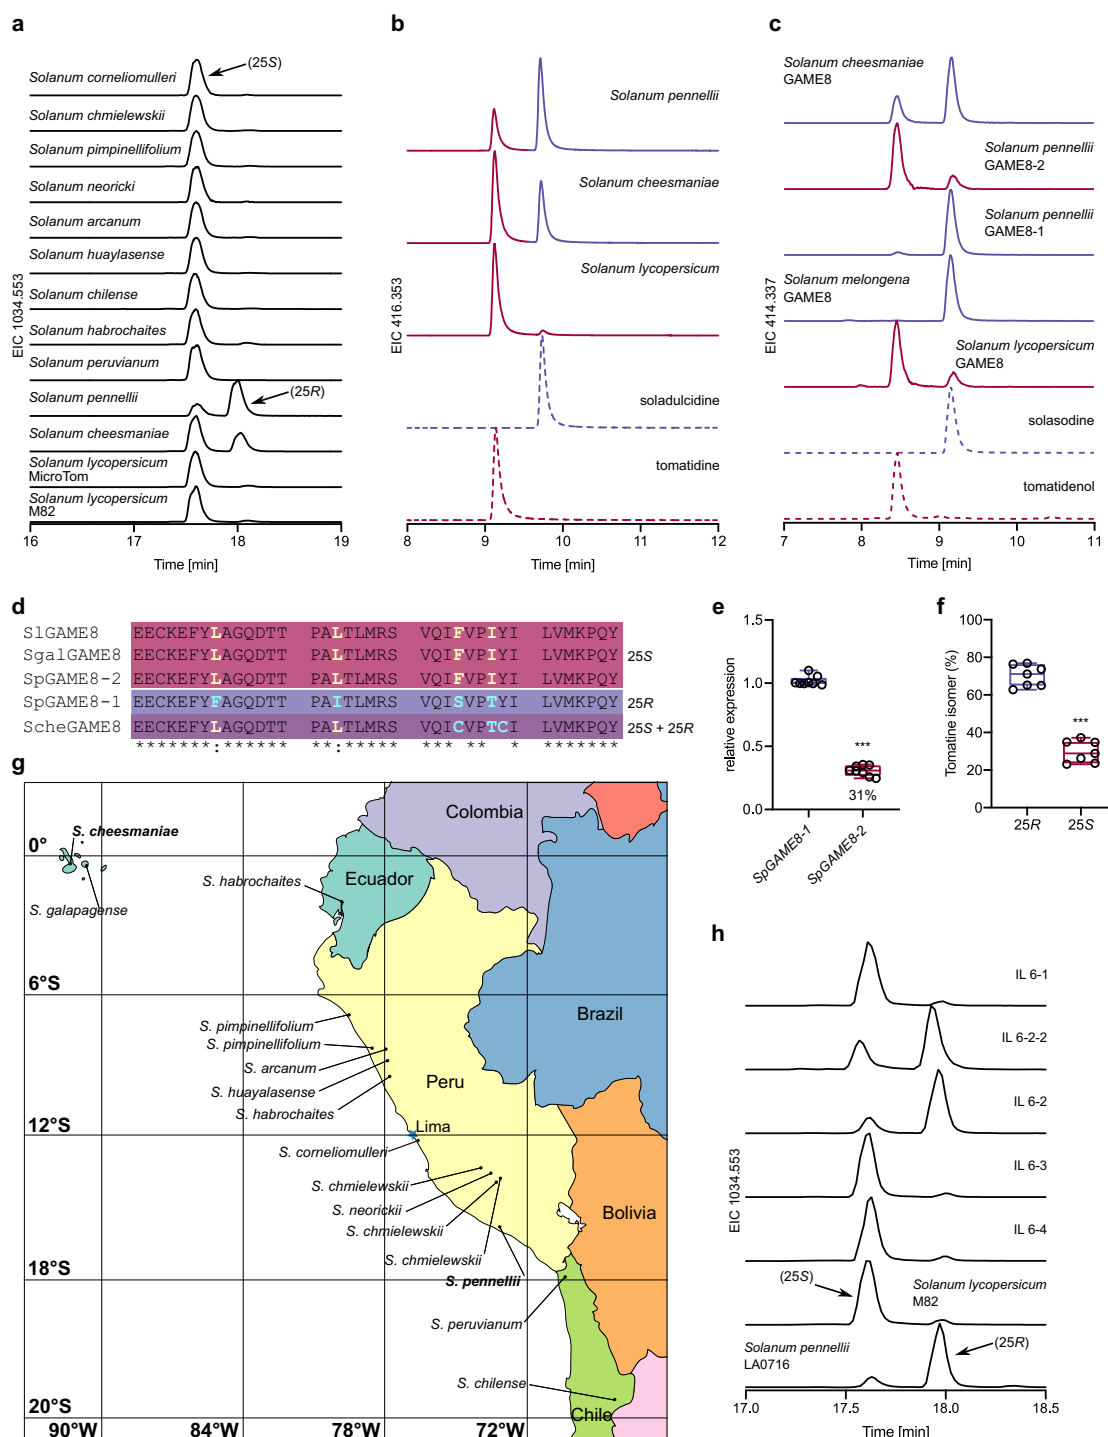 a
EIC 1034.553
Solanum corneliomulleri
(25S)
Solanum chmielewskii
Solanum pimpinellifolium
Solanum neoricki
Solanum arcanum
Solanum huaylasense
Solanum chilense
Solanum habrochaites
Solanum peruvianum
Solanum pennellii
(25R)
Solanum cheesmaniae
Solanum lycopersicum
MicroTom
Solanum lycopersicum
M82
16 17 18 19
Time [min]
b
EIC 416.353
Solanum pennellii
Solanum cheesmaniae
Solanum lycopersicum
soladulcidine
tomatidine
8 9 10 11 12
Time [min]
c
EIC 414.337
Solanum cheesmaniae
GAME8
Solanum pennellii
GAME8-2
Solanum pennellii
GAME8-1
Solanum melongena
GAME8
Solanum lycopersicum
GAME8
solasodine
tomatidenol
7 8 9 10 11
Time [min]
d
SlGAME8 EECKEFYLAGQDTT PALTLMRS VQIFVPIYI LVMKPQY
SgalGAME8 EECKEFYLAGQDTT PALTLMRS VQIFVPIYI LVMKPQY 25S
SpGAME8-2 EECKEFYLAGQDTT PALTLMRS VQIFVPIYI LVMKPQY
SpGAME8-1 EECKEFYFAGQDTT PAITLMRS VQISVPTYI LVMKPQY 25R
ScheGAME8 EECKEFYLAGQDTT PALTLMRS VQICVPTCI LVMKPQY 25S + 25R
*******:****** **:***** *** ** * *******
e
relative expression
1.5
1.0
0.5
0.0
***
31%
SpGAME8-1
SpGAME8-2
f
Tomatine isomer (%)
100
80
60
40
20
0
***
25R 25S
g
Colombia
Ecuador
Brazil
Peru
Lima
Bolivia
Chile
S. cheesmaniae
S. galapagense
S. habrochaites
S. pimpinellifolium
S. pimpinellifolium
S. arcanum
S. huayalasense
S. habrochaites
S. corneliomulleri
S. chmielewskii
S. neorickii
S. chmielewskii
S. chmielewskii
S. pennellii
S. peruvianum
S. chilense
0°
6°S
12°S
18°S
20°S
90°W 84°W 78°W 72°W
h
EIC 1034.553
IL 6-1
IL 6-2-2
IL 6-2
IL 6-3
IL 6-4
(25S)
Solanum lycopersicum
M82
Solanum pennellii
LA0716
(25R)
17.0 17.5 18.0 18.5
Time [min]